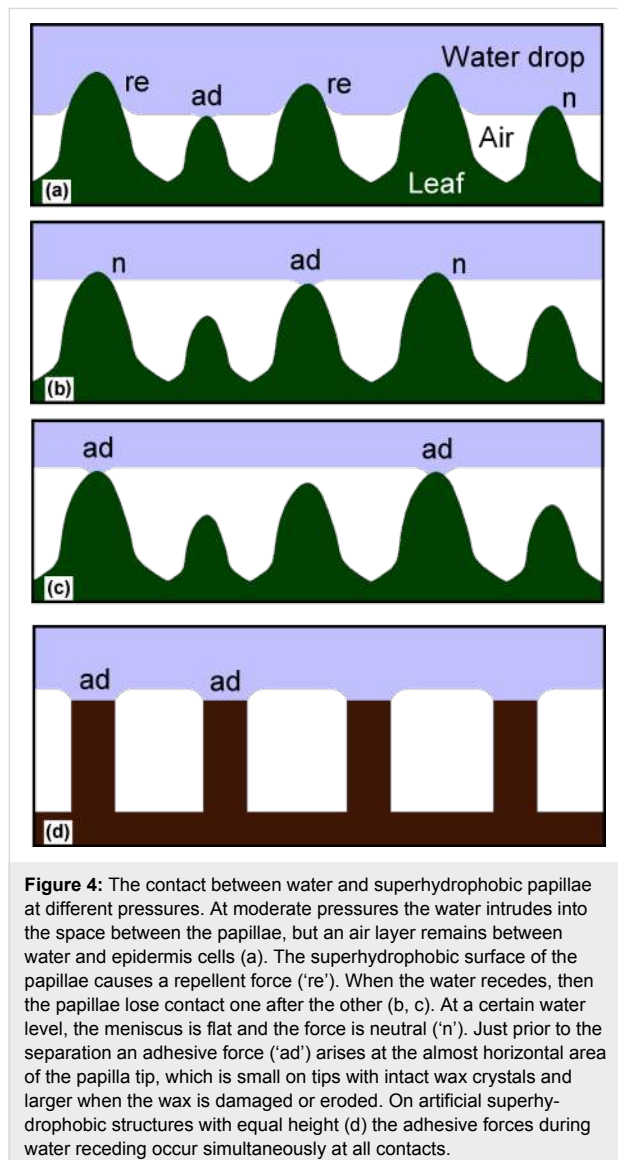 Water drop
re
ad
re
n
Air
Leaf
(a)
n
ad
n
(b)
ad
ad
(c)
ad
ad
(d)
Figure 4: The contact between water and superhydrophobic papillae
at different pressures. At moderate pressures the water intrudes into
the space between the papillae, but an air layer remains between
water and epidermis cells (a). The superhydrophobic surface of the
papillae causes a repellent force (‘re’). When the water recedes, then
the papillae lose contact one after the other (b, c). At a certain water
level, the meniscus is flat and the force is neutral (‘n’). Just prior to the
separation an adhesive force (‘ad’) arises at the almost horizontal area
of the papilla tip, which is small on tips with intact wax crystals and
larger when the wax is damaged or eroded. On artificial superhy-
drophobic structures with equal height (d) the adhesive forces during
water receding occur simultaneously at all contacts.